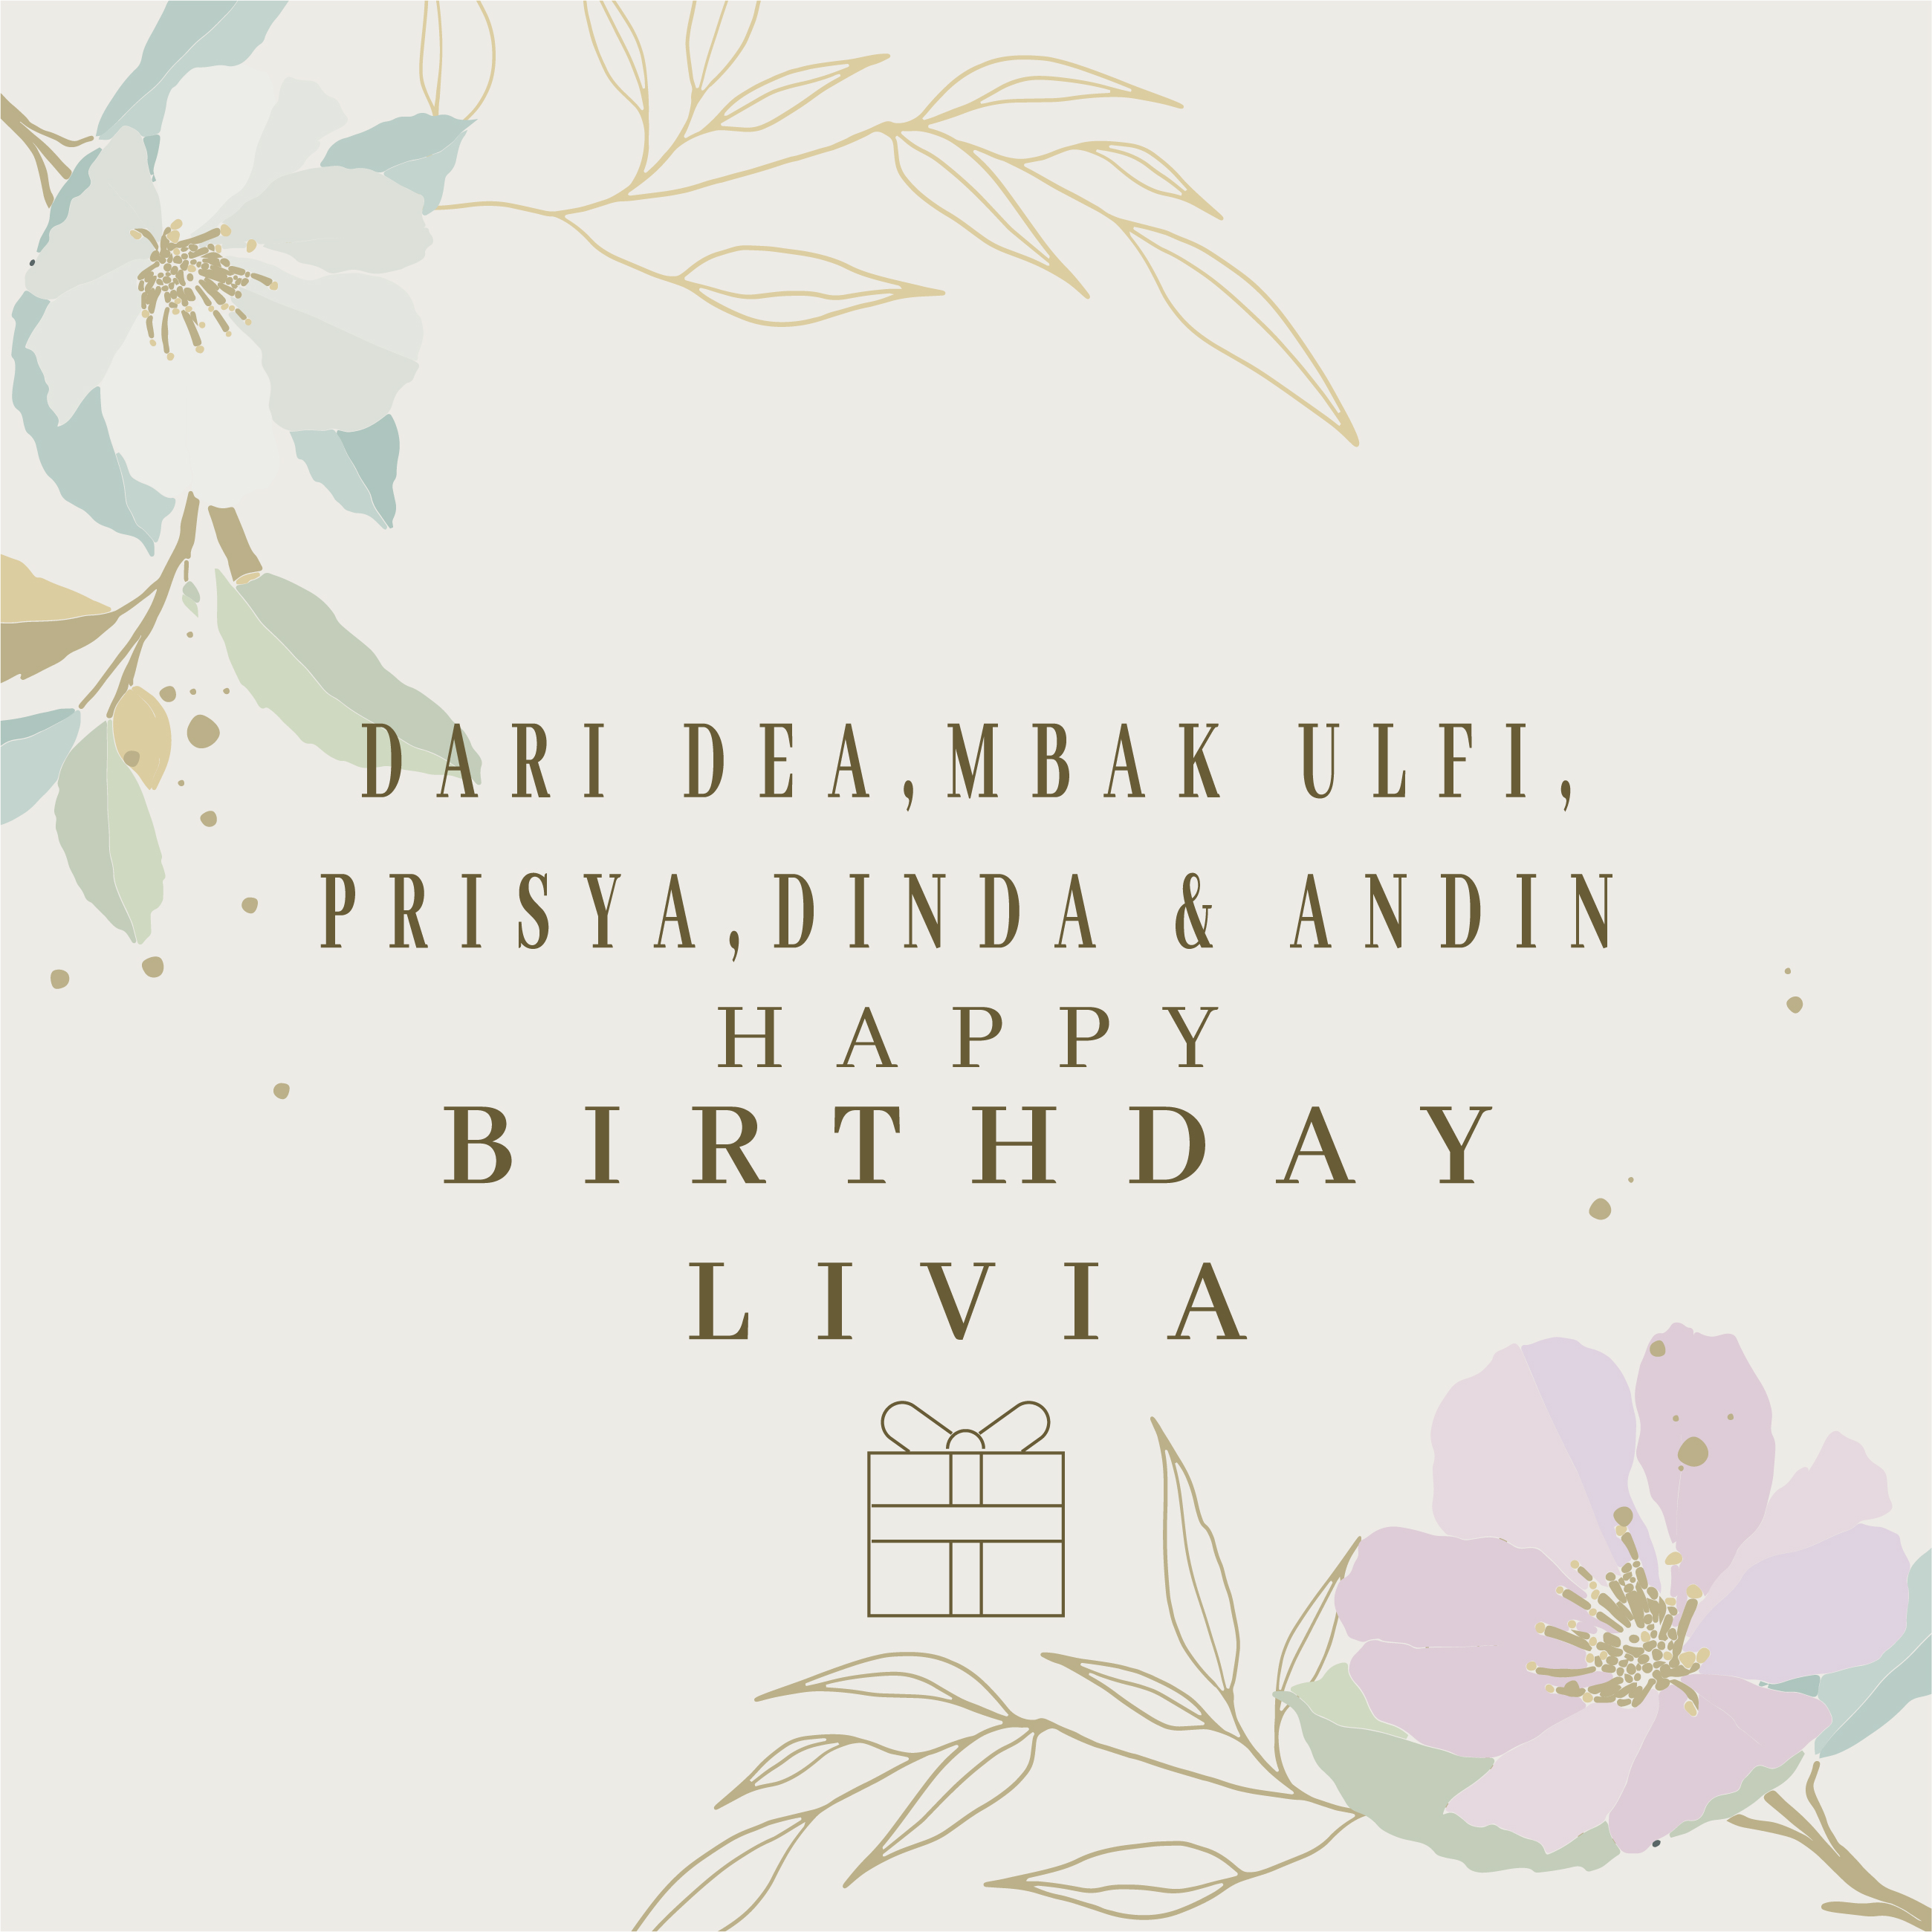 DARI DEA,MBAK ULFI,
PRISYA,DINDA & ANDIN
HAPPY
BIRTHDAY
LIVIA